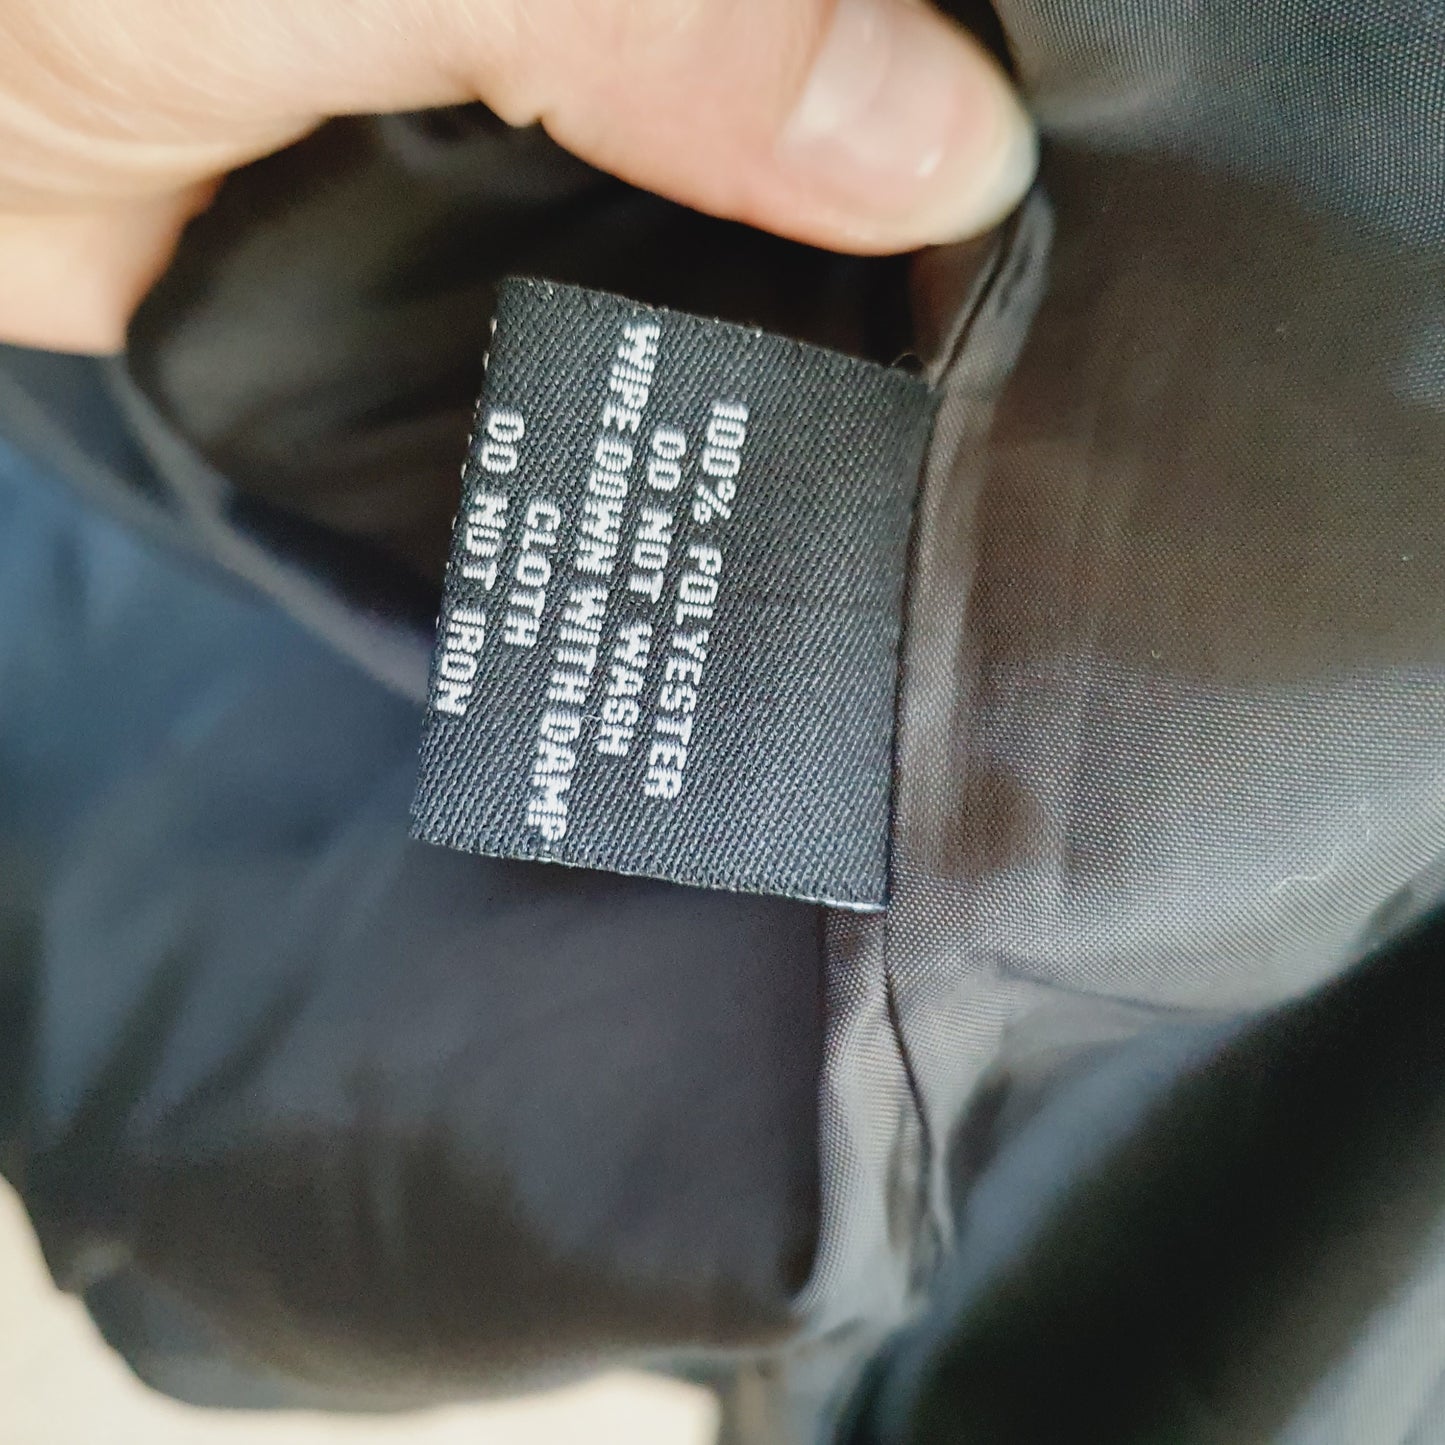 100% POLYESTER
DO NOT WASH
WIPE DOWN WITH DAMP
CLOTH
DO NOT IRON